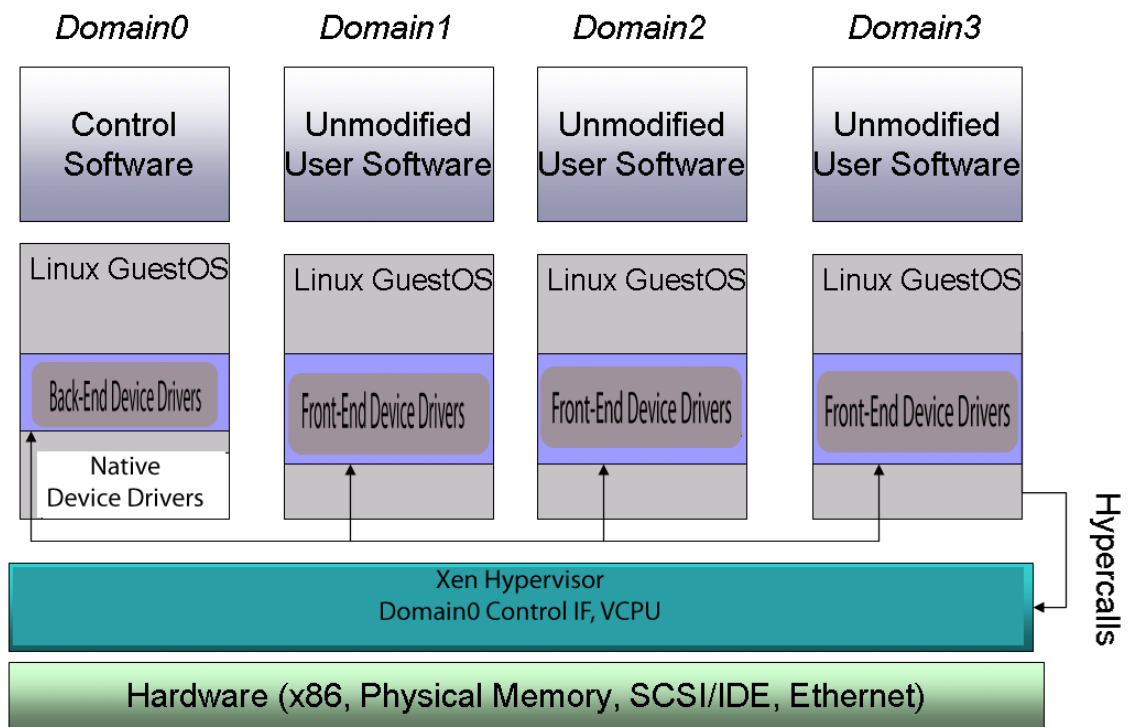 Domain0
Domain1
Domain2
Domain3
Control
Software
Unmodified
User Software
Unmodified
User Software
Unmodified
User Software
Linux GuestOS
Linux GuestOS
Linux GuestOS
Linux GuestOS
Back-End Device Drivers
Front-End Device Drivers
Front-End Device Drivers
Front-End Device Drivers
Native
Device Drivers
Hypercalls
Xen Hypervisor
Domain0 Control IF, VCPU
Hardware (x86, Physical Memory, SCSI/IDE, Ethernet)